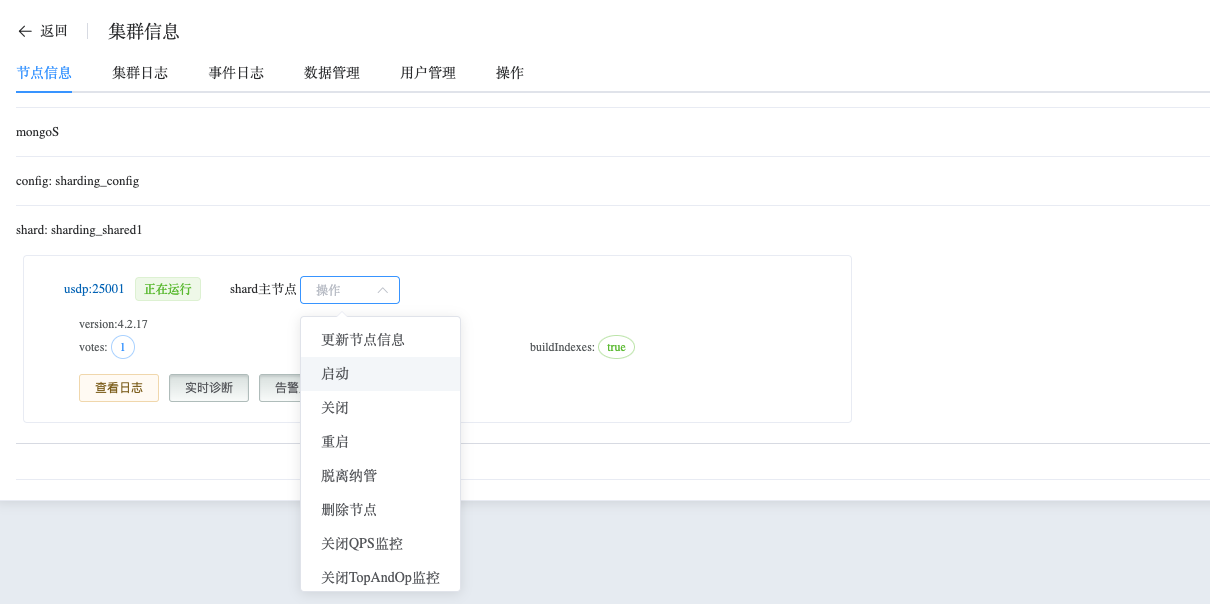 返回 集群信息
节点信息 集群日志 事件日志 数据管理 用户管理 操作
mongoS
config: sharding_config
shard: sharding_shared1
usdp:25001 正在运行 shard主节点 操作
version:4.2.17
votes: 1 buildIndexes: true
查看日志 实时诊断 告警
更新节点信息
启动
关闭
重启
脱离纳管
删除节点
关闭QPS监控
关闭TopAndOp监控